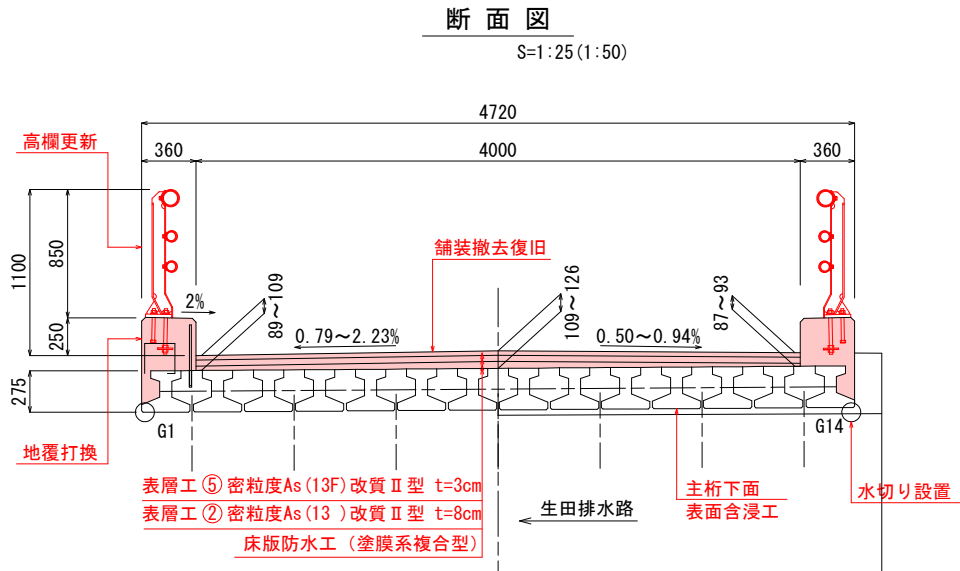 断面図
S=1:25(1:50)
4720
高欄更新
360
4000
360
1100
850
250
275
2%
89～109
0.79～2.23%
舗装撤去復旧
109～126
0.50～0.94%
87～93
G1
G14
地覆打換
表層工⑤密粒度As(13F)改質Ⅱ型 t=3cm
表層工②密粒度As(13 )改質Ⅱ型 t=8cm
床版防水工（塗膜系複合型）
生田排水路
主桁下面
表面含浸工
水切り設置